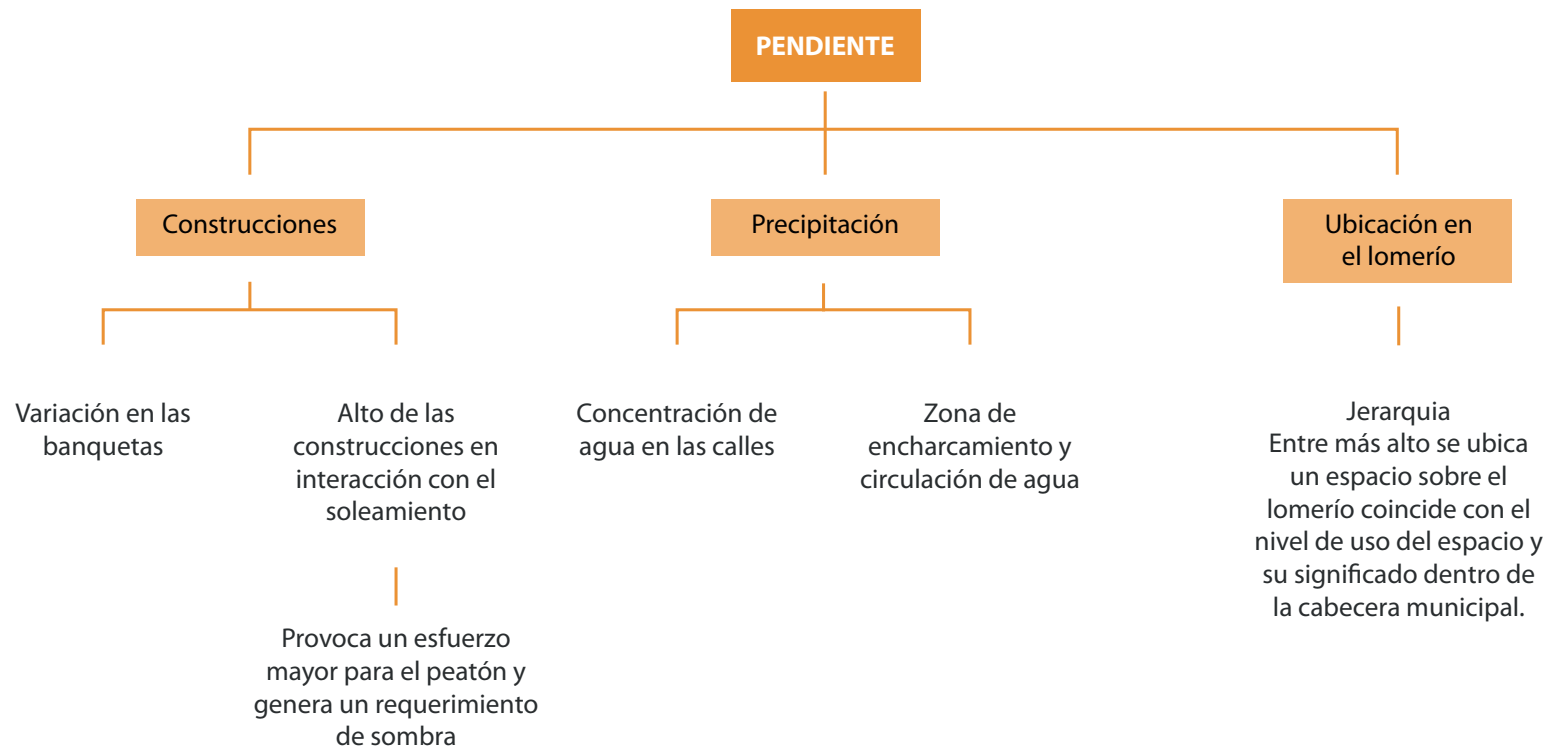 PENDIENTE
Construcciones
Precipitación
Ubicación en
el lomerío
Variación en las
banquetas
Alto de las
construcciones en
interacción con el
soleamiento
Provoca un esfuerzo
mayor para el peatón y
genera un requerimiento
de sombra
Concentración de
agua en las calles
Zona de
encharcamiento y
circulación de agua
Jerarquia
Entre más alto se ubica
un espacio sobre el
lomerío coincide con el
nivel de uso del espacio y
su significado dentro de
la cabecera municipal.